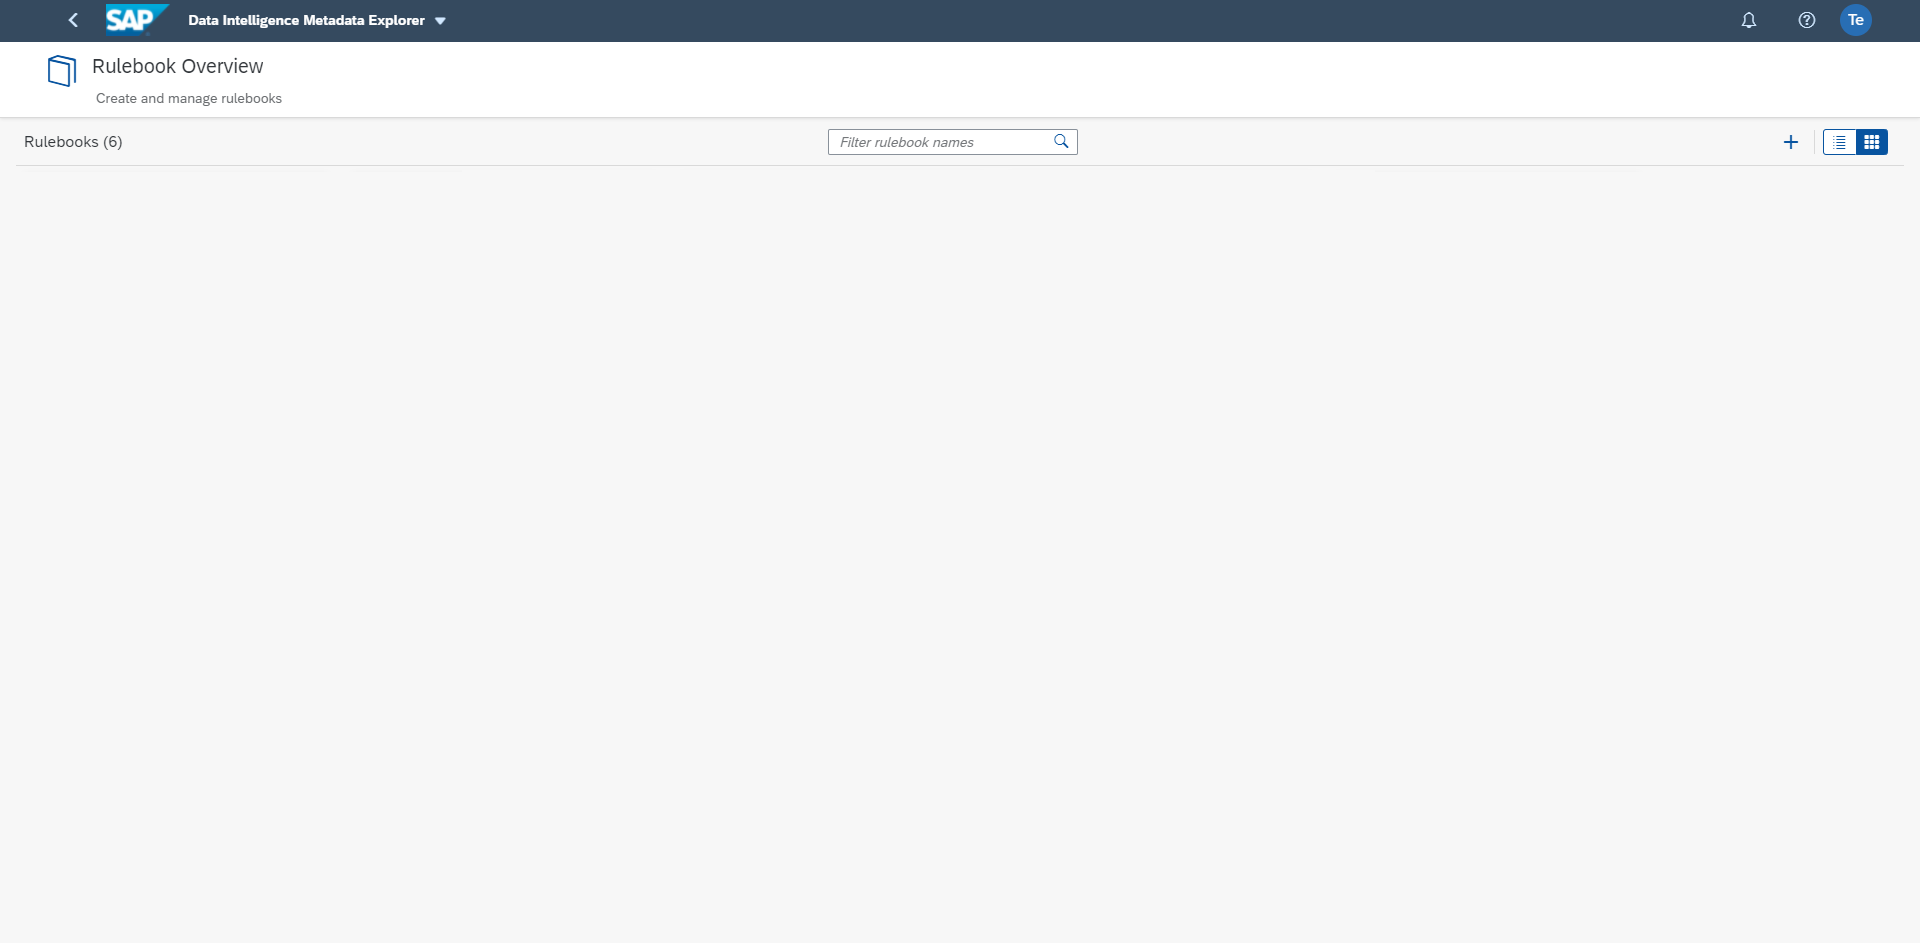 SAP Data Intelligence Metadata Explorer
Te
Rulebook Overview
Create and manage rulebooks
Rulebooks (6)
Filter rulebook names